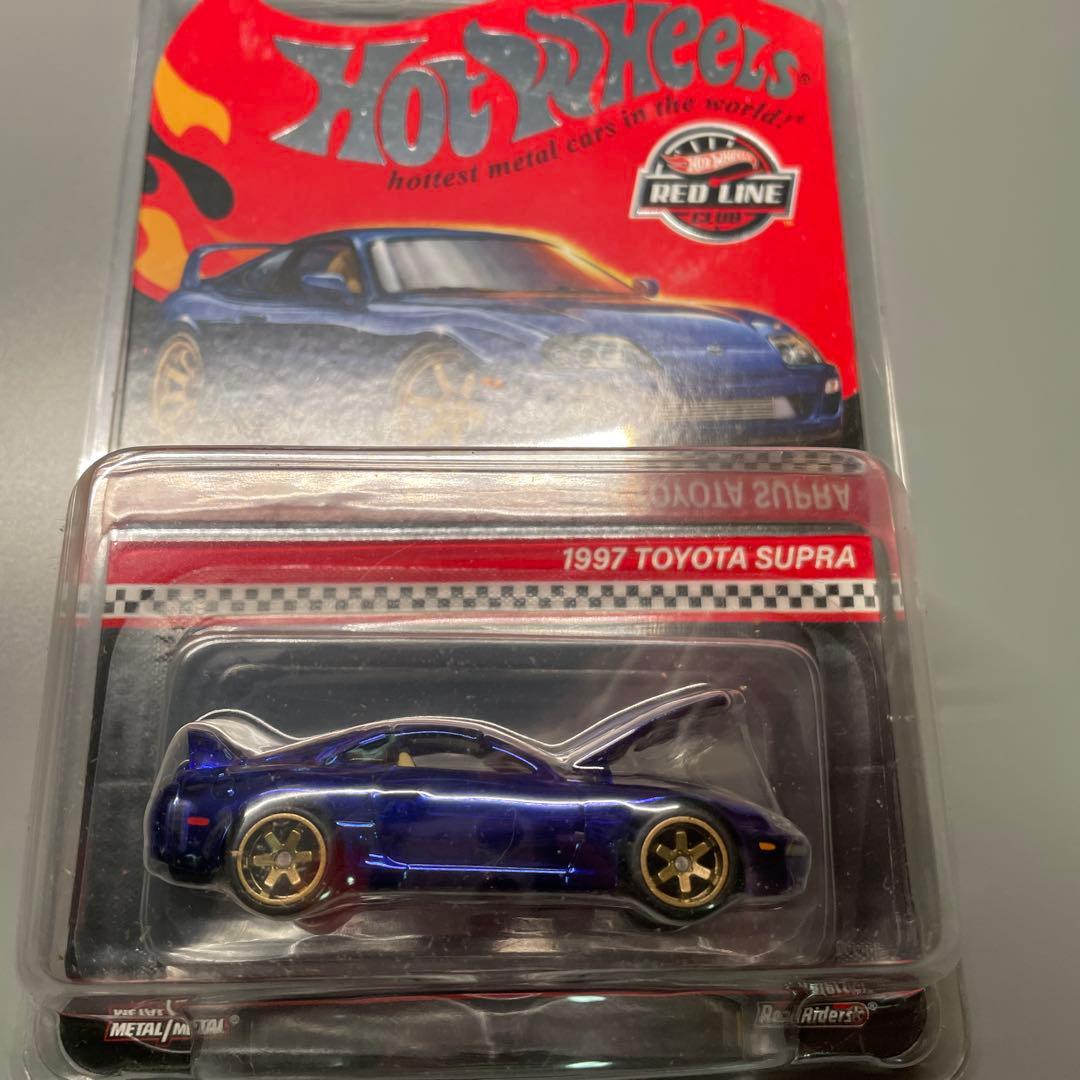 Hot Wheels®
hottest metal cars in the world!®
HOT WHEELS
RED LINE
CLUB™
TOYOTA SUPRA
1997 TOYOTA SUPRA
METAL/METAL®
Real Riders®